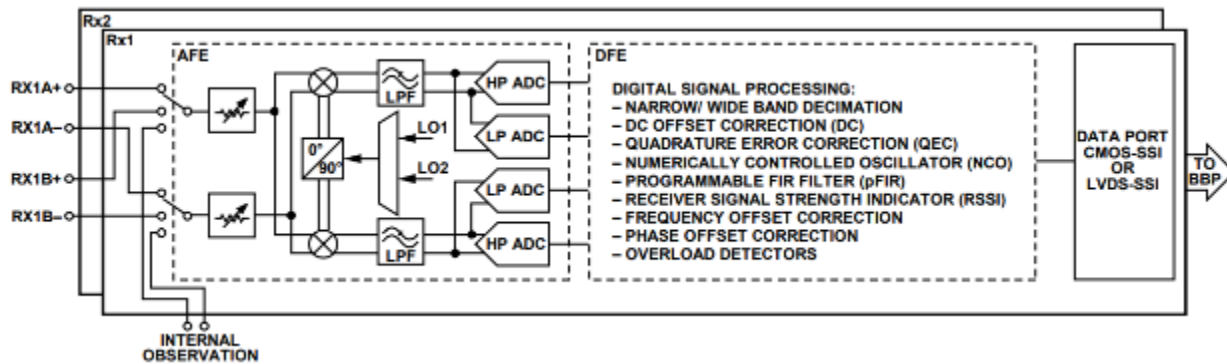 Rx2
Rx1
AFE
DFE
RX1A+
RX1A–
RX1B+
RX1B–
LPF
HP ADC
LP ADC
LO1
LO2
0°
90°
LP ADC
HP ADC
LPF
DIGITAL SIGNAL PROCESSING:
– NARROW/ WIDE BAND DECIMATION
– DC OFFSET CORRECTION (DC)
– QUADRATURE ERROR CORRECTION (QEC)
– NUMERICALLY CONTROLLED OSCILLATOR (NCO)
– PROGRAMMABLE FIR FILTER (pFIR)
– RECEIVER SIGNAL STRENGTH INDICATOR (RSSI)
– FREQUENCY OFFSET CORRECTION
– PHASE OFFSET CORRECTION
– OVERLOAD DETECTORS
DATA PORT
CMOS-SSI
OR
LVDS-SSI
TO
BBP
INTERNAL
OBSERVATION